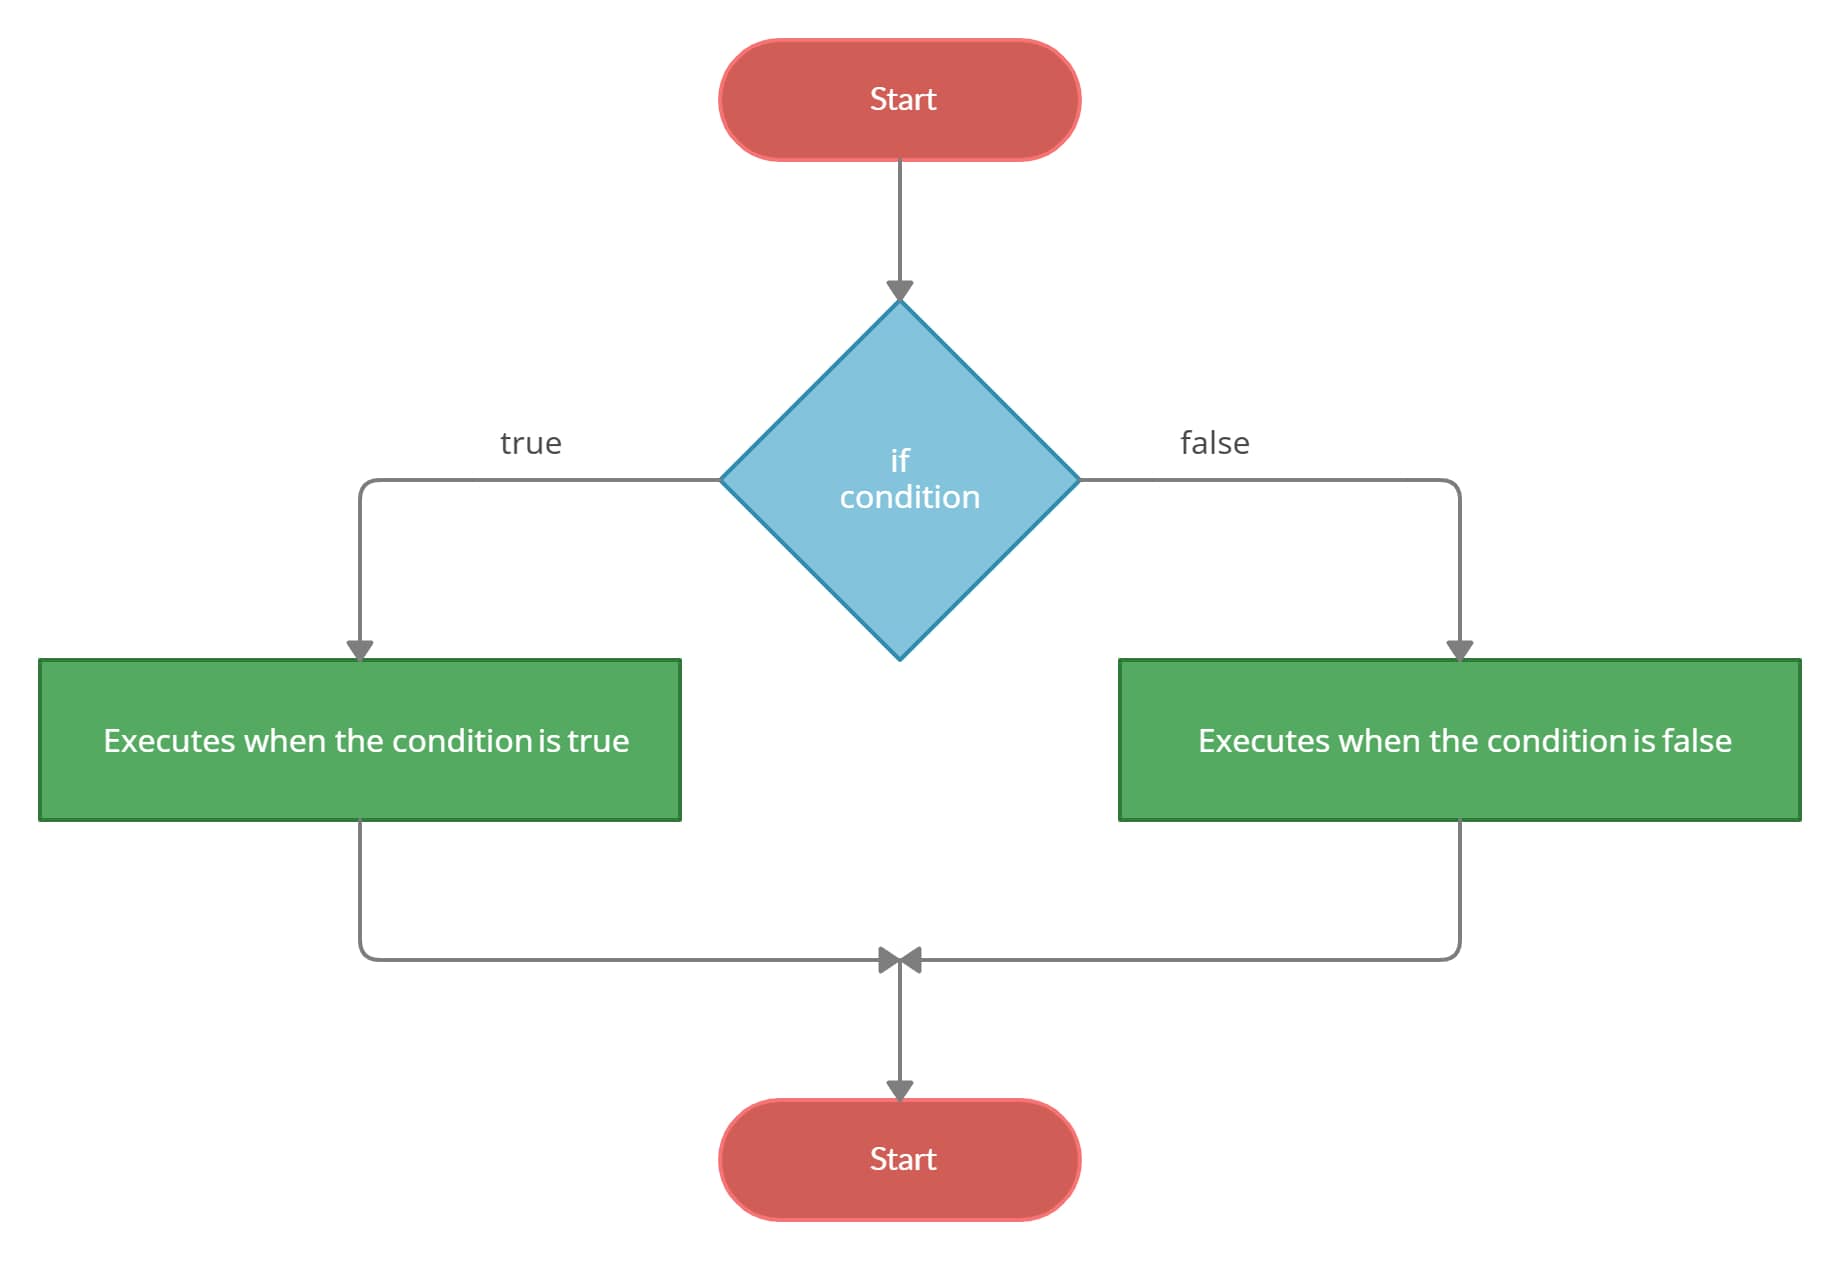 Start
if
condition
true
false
Executes when the condition is true
Executes when the condition is false
Start